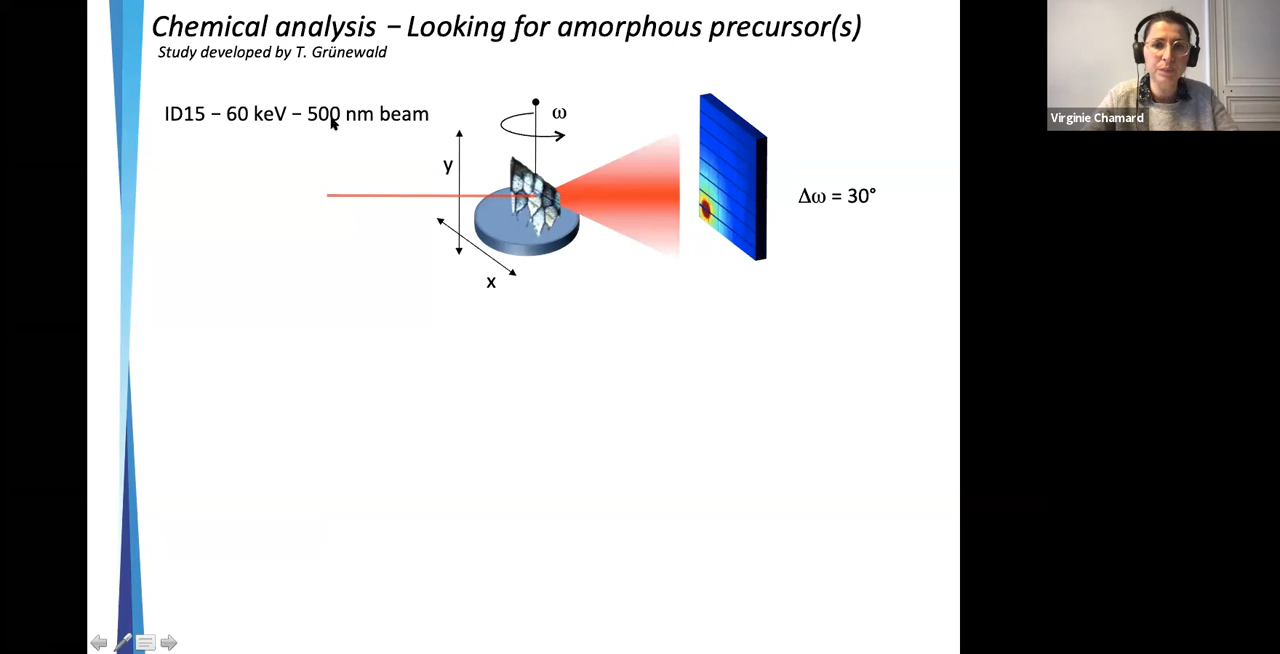 Chemical analysis – Looking for amorphous precursor(s)
Study developed by T. Grünewald
ID15 – 60 keV – 500 nm beam
ω
y
x
Δω = 30°
Virginie Chamard